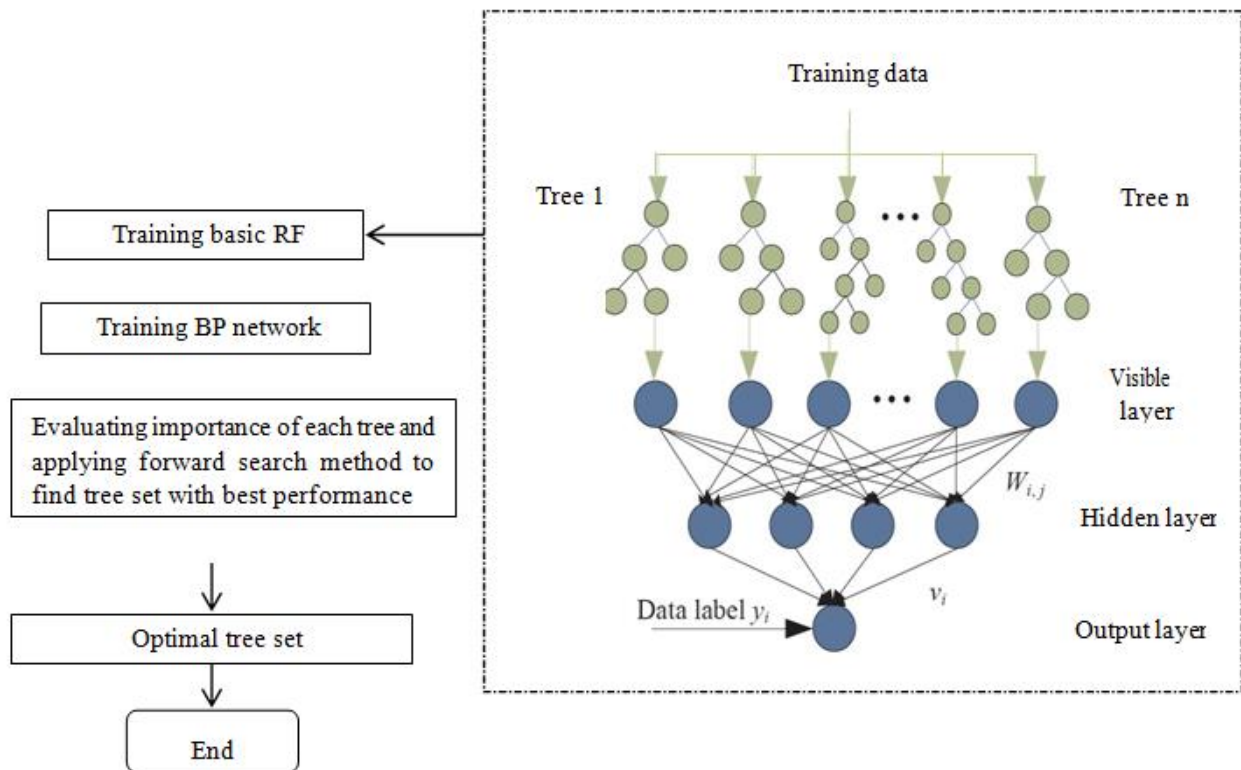 Training data
Tree 1
Tree n
Training basic RF
Training BP network
Visible
layer
Evaluating importance of each tree and
applying forward search method to
find tree set with best performance
W_{i,j}
Hidden layer
v_i
Data label y_i
Output layer
Optimal tree set
End